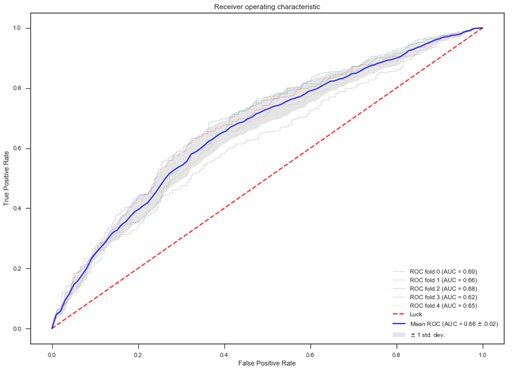 Receiver operating characteristic
True Positive Rate
1.0
0.8
0.6
0.4
0.2
0.0
ROC fold 0 (AUC = 0.69)
ROC fold 1 (AUC = 0.66)
ROC fold 2 (AUC = 0.68)
ROC fold 3 (AUC = 0.62)
ROC fold 4 (AUC = 0.65)
Luck
Mean ROC (AUC = 0.66 ± 0.02)
± 1 std. dev.
0.0 0.2 0.4 0.6 0.8 1.0
False Positive Rate